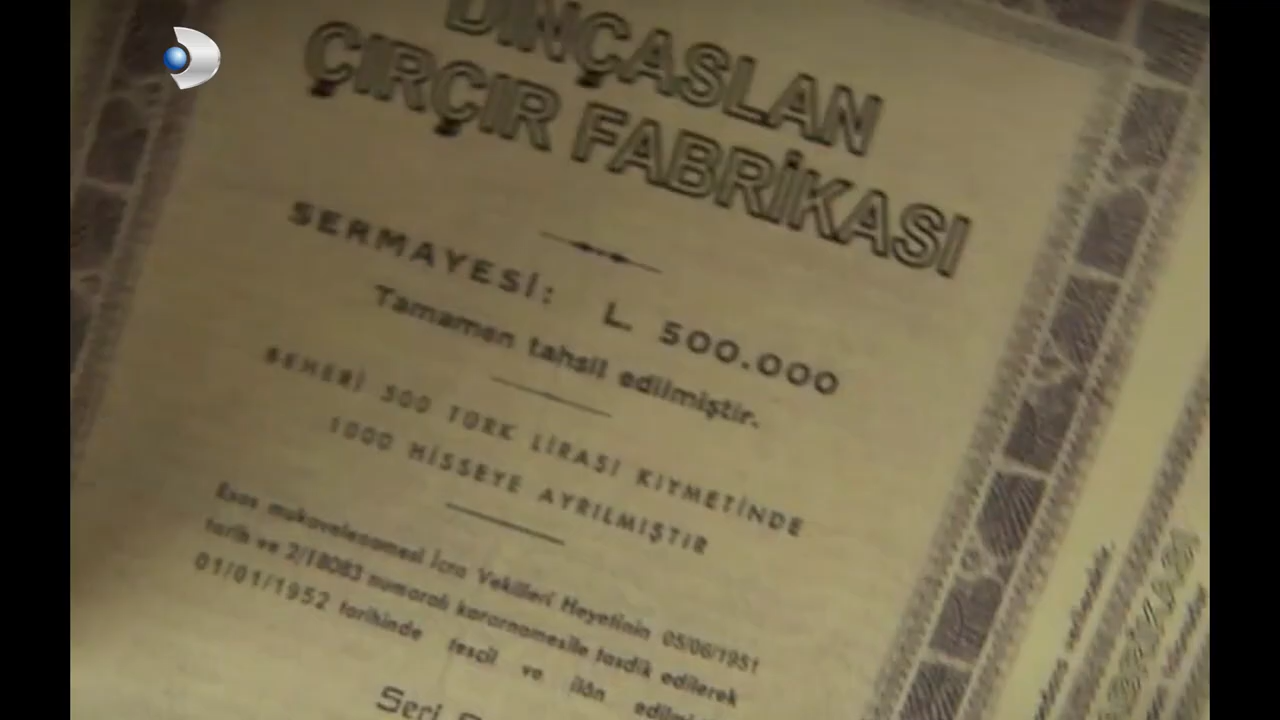 DİNÇASLAN
ÇIRÇIR FABRİKASI
SERMAYESİ: L. 500.000
Tamamen tahsil edilmiştir.
BEHERİ 500 TÜRK LİRASI KIYMETİNDE
1000 HİSSEYE AYRILMIŞTIR
Esas mukavelenamesi İcra Vekilleri Heyetinin 05/06/1951
tarih ve 2/18083 numaralı kararnamesile tasdik edilerek
01/01/1952 tarihinde tescil ve ilân
Seri